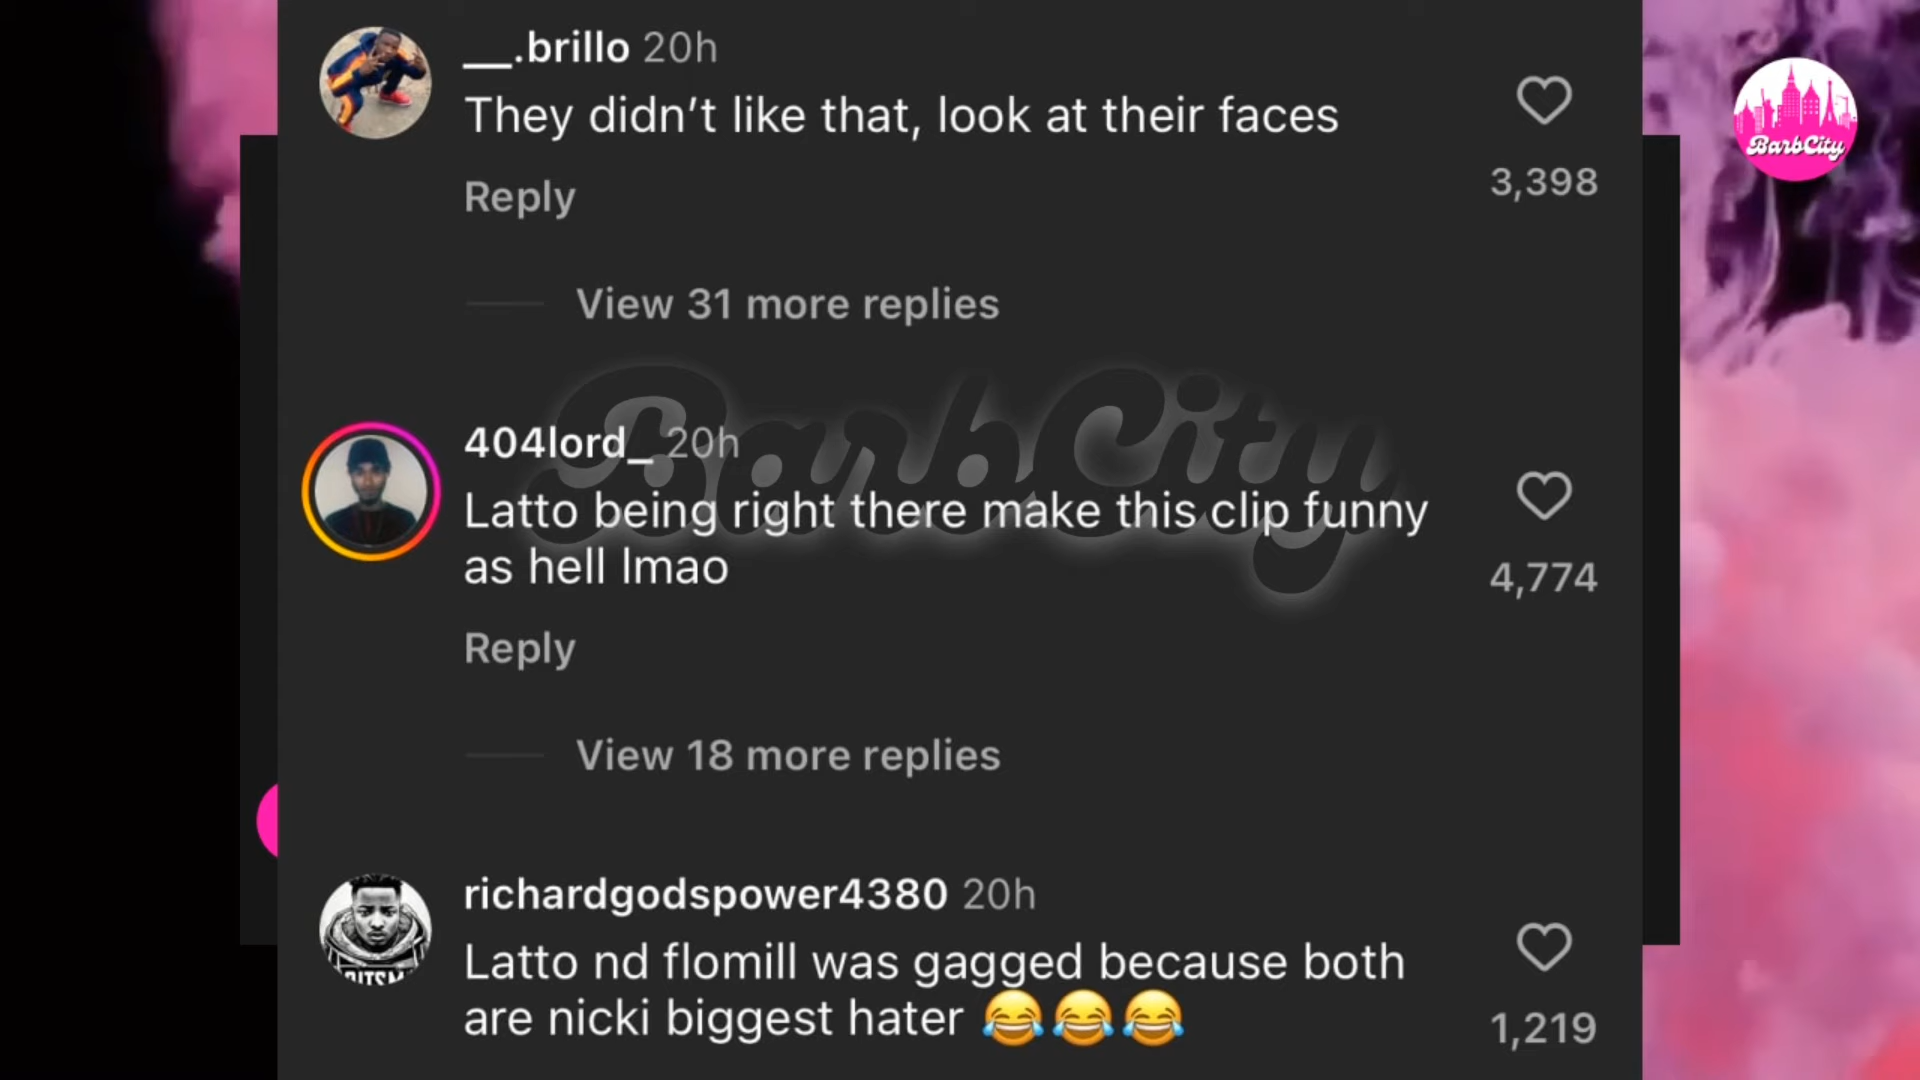 __.brillo 20h
They didn’t like that, look at their faces
3,398
Reply
View 31 more replies
BarbCity
404lord_ 20h
Latto being right there make this clip funny
as hell lmao
4,774
Reply
View 18 more replies
richardgodspower4380 20h
Latto nd flomill was gagged because both
are nicki biggest hater 😂😂😂
1,219
BarbCity